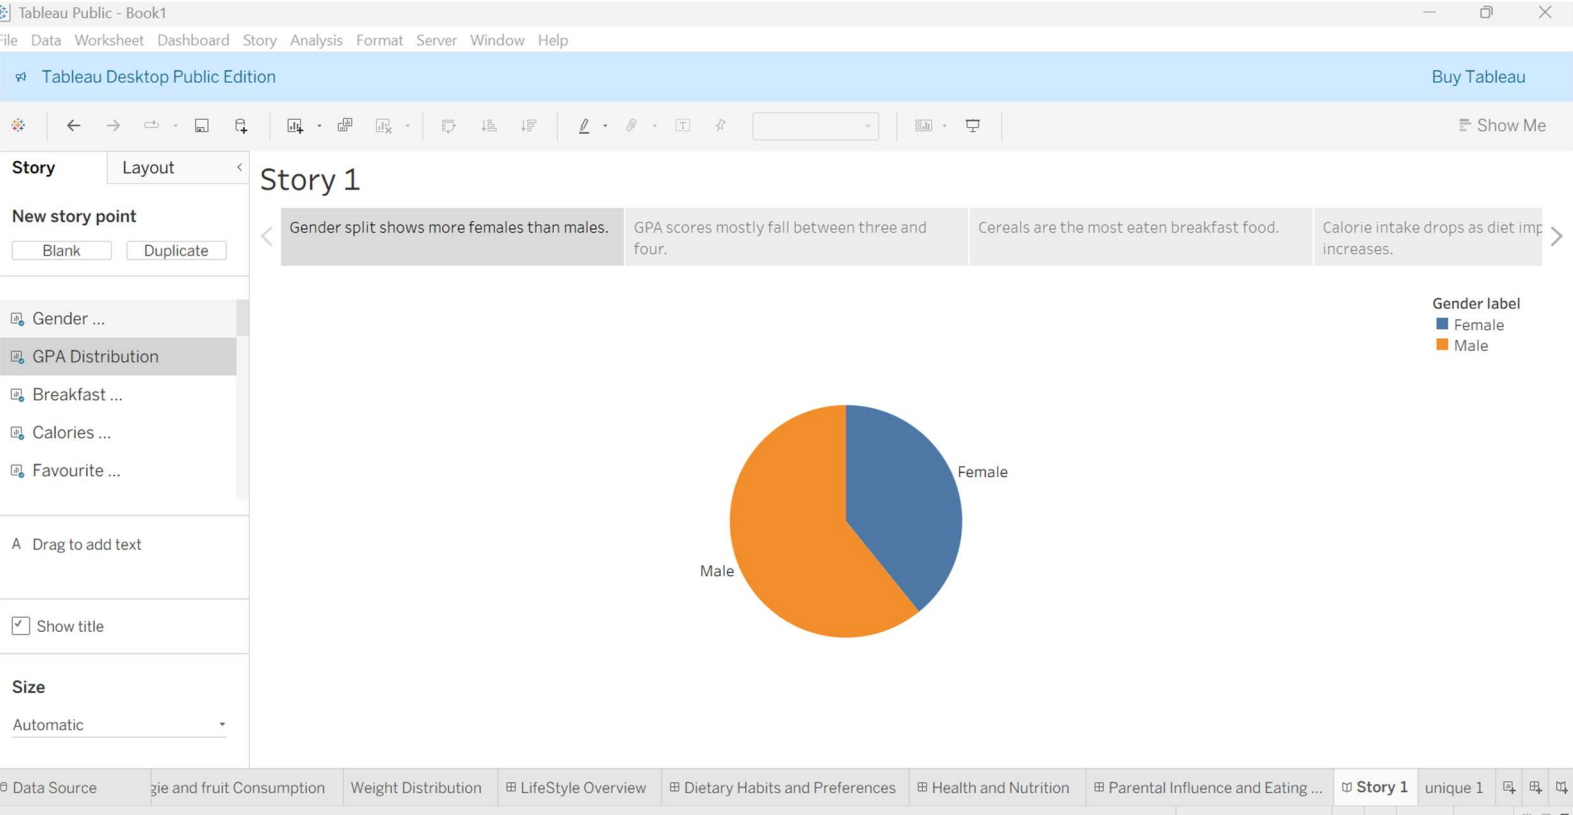 Tableau Public - Book1
File Data Worksheet Dashboard Story Analysis Format Server Window Help
Tableau Desktop Public Edition
Buy Tableau
Show Me
Story Layout
Story 1
New story point
Blank Duplicate
Gender split shows more females than males.
GPA scores mostly fall between three and
four.
Cereals are the most eaten breakfast food.
Calorie intake drops as diet imp
increases.
Gender ...
GPA Distribution
Breakfast ...
Calories ...
Favourite ...
A Drag to add text
Show title
Size
Automatic
Gender label
Female
Male
Female
Male
Data Source gie and fruit Consumption Weight Distribution LifeStyle Overview Dietary Habits and Preferences Health and Nutrition Parental Influence and Eating ... Story 1 unique 1